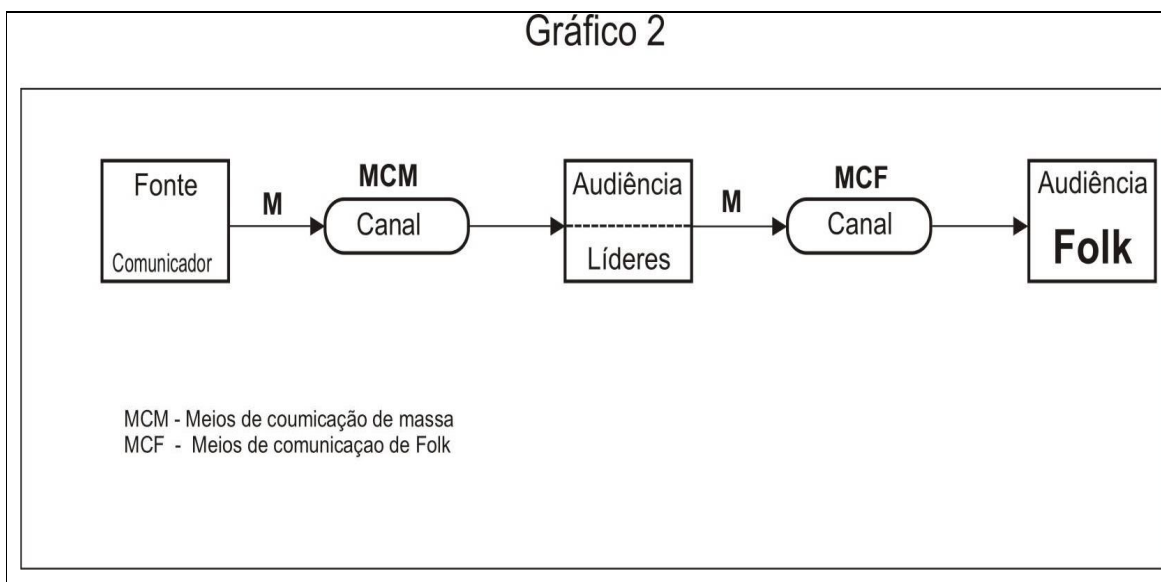 Gráfico 2
Fonte
Comunicador
M
MCM
Canal
Audiência
Líderes
M
MCF
Canal
Audiência
Folk
MCM - Meios de coumicação de massa
MCF - Meios de comunicaçao de Folk